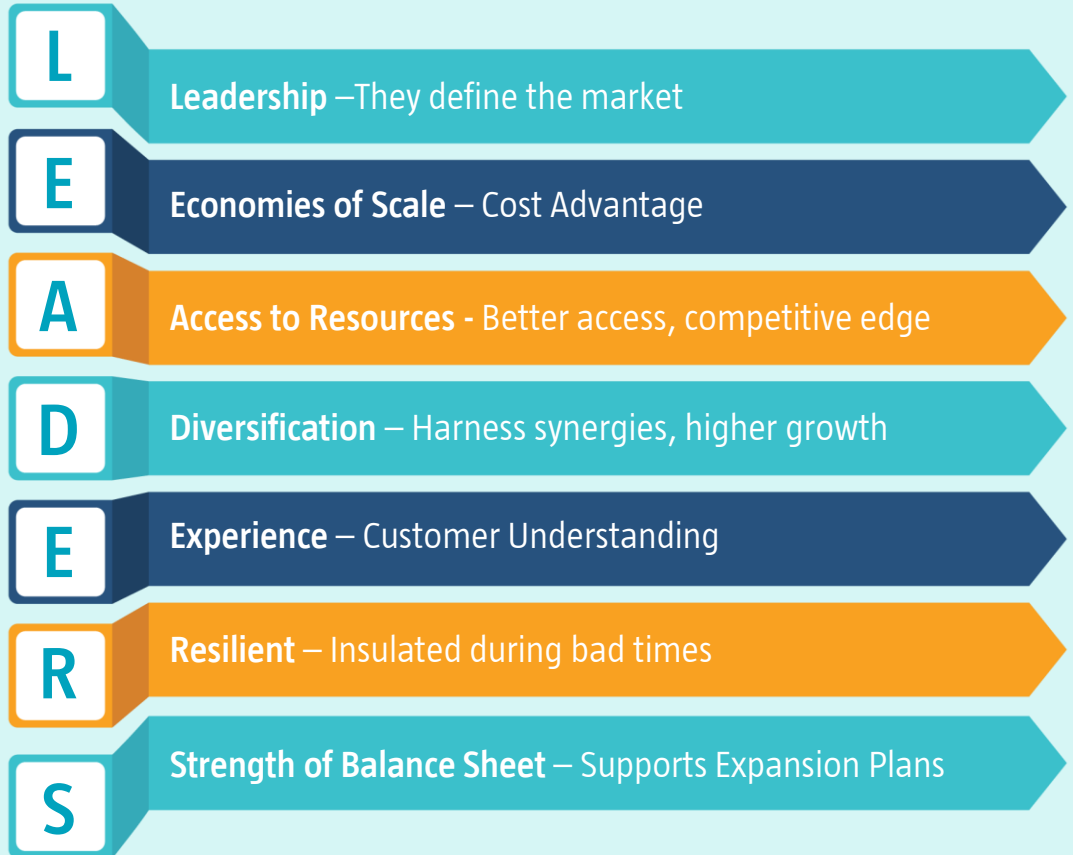 L
Leadership –They define the market
E
Economies of Scale – Cost Advantage
A
Access to Resources - Better access, competitive edge
D
Diversification – Harness synergies, higher growth
E
Experience – Customer Understanding
R
Resilient – Insulated during bad times
S
Strength of Balance Sheet – Supports Expansion Plans